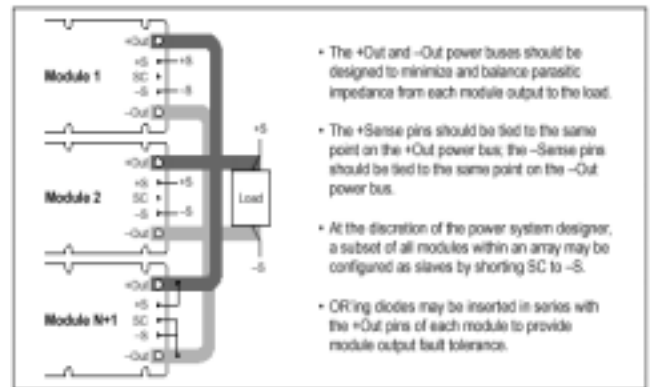 +Out
+S
+S
Module 1
SC
-S
-S
-Out
+S
+Out
+S
+S
Module 2
SC
Load
-S
-S
-Out
-S
+Out
+S
Module N+1
SC
-S
-Out
• The +Out and –Out power buses should be
designed to minimize and balance parasitic
impedance from each module output to the load.
• The +Sense pins should be tied to the same
point on the +Out power bus; the –Sense pins
should be tied to the same point on the –Out
power bus.
• At the discretion of the power system designer,
a subset of all modules within an array may be
configured as slaves by shorting SC to –S.
• OR'ing diodes may be inserted in series with
the +Out pins of each module to provide
module output fault tolerance.